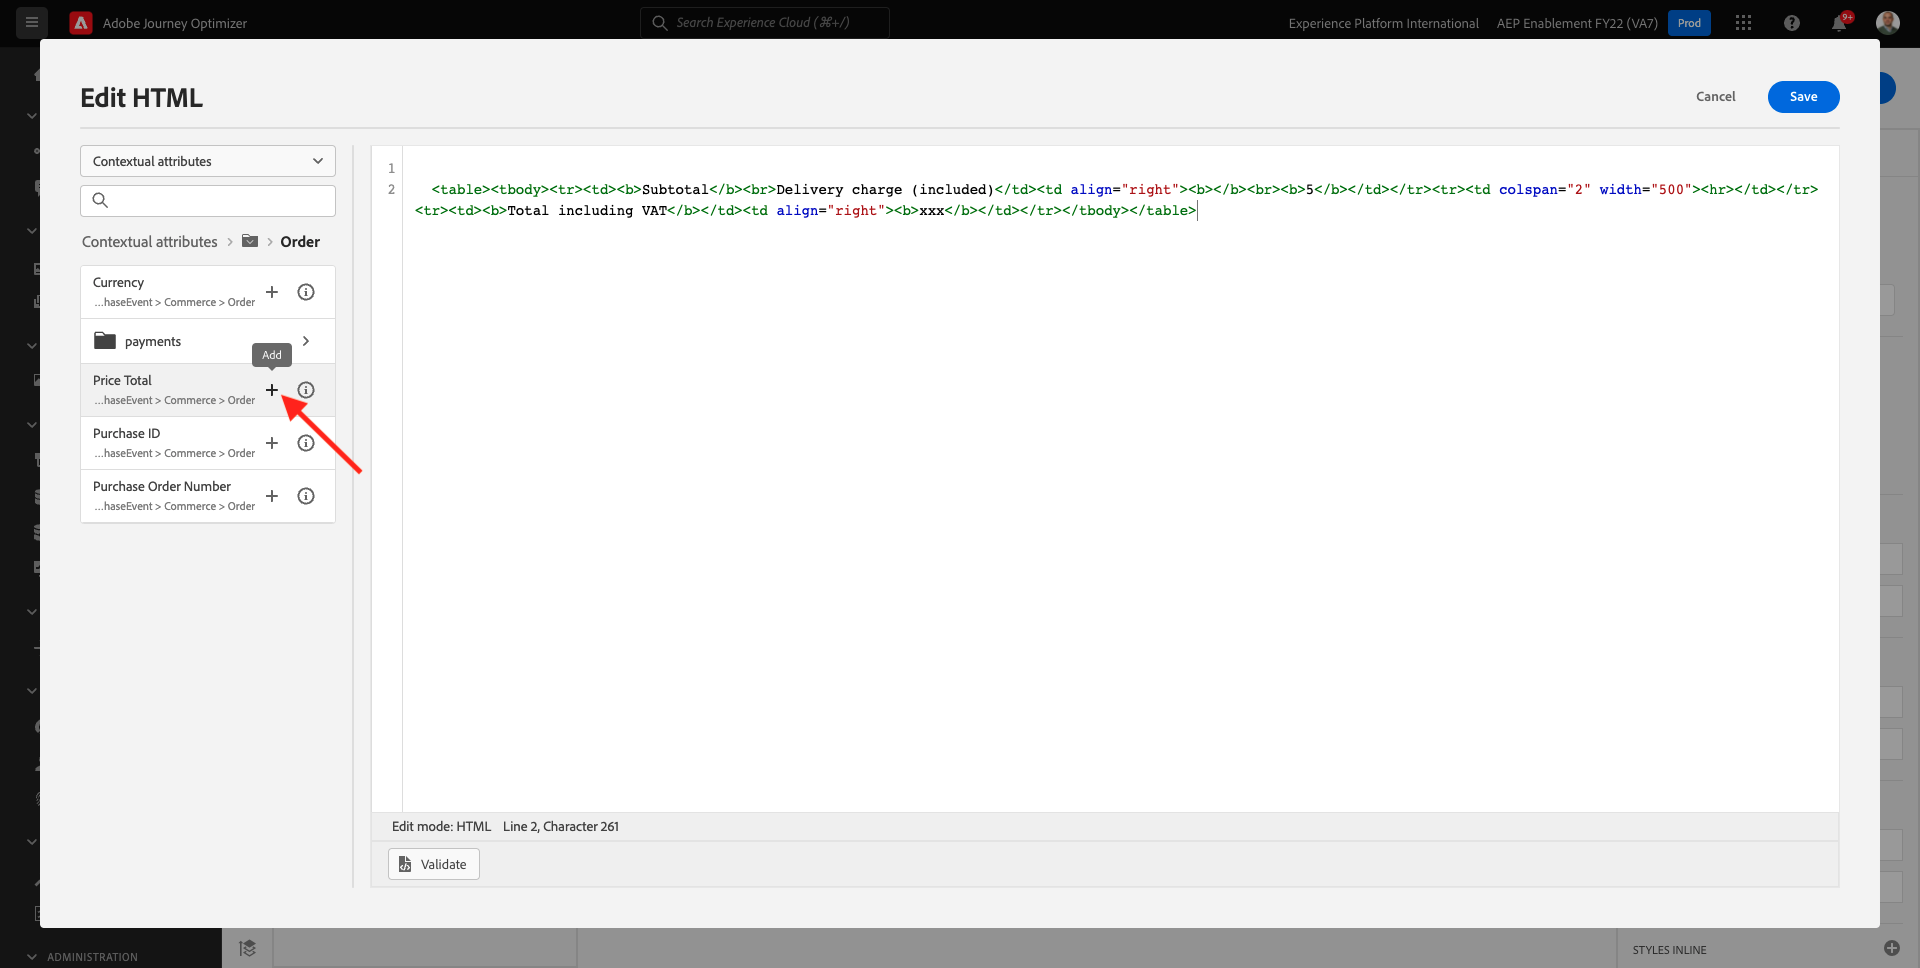 Adobe Journey Optimizer
Search Experience Cloud (⌘+/)
Experience Platform International
AEP Enablement FY22 (VA7)
Prod
9+
Edit HTML
Cancel
Save
Contextual attributes
Contextual attributes > > Order
Currency
...haseEvent > Commerce > Order
payments
Add
Price Total
...haseEvent > Commerce > Order
Purchase ID
...haseEvent > Commerce > Order
Purchase Order Number
...haseEvent > Commerce > Order
1
2
<table><tbody><tr><td><b>Subtotal</b><br>Delivery charge (included)</td><td align="right"><b></b><br><b>5</b></td></tr><tr><td colspan="2" width="500"><hr></td></tr>
<tr><td><b>Total including VAT</b></td><td align="right"><b>xxx</b></td></tr></tbody></table>
Edit mode: HTML Line 2, Character 261
Validate
ADMINISTRATION
STYLES INLINE